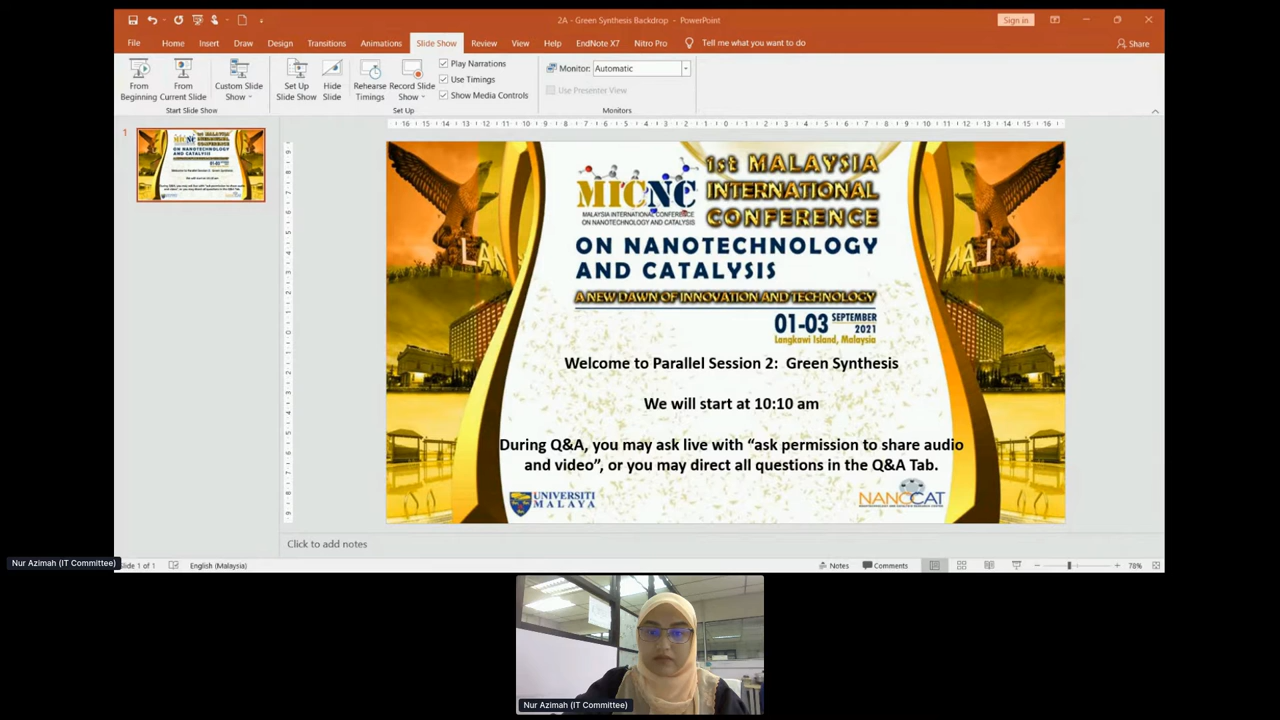 2A - Green Synthesis Backdrop - PowerPoint
Sign in
File Home Insert Draw Design Transitions Animations Slide Show Review View Help EndNote X7 Nitro Pro Tell me what you want to do
Share
From Beginning
From Current Slide
Custom Slide Show
Set Up Slide Show
Hide Slide
Rehearse Timings
Record Slide Show
Play Narrations
Use Timings
Show Media Controls
Monitor: Automatic
Use Presenter View
Start Slide Show
Set Up
Monitors
1
MICNC
MALAYSIA INTERNATIONAL CONFERENCE
ON NANOTECHNOLOGY AND CATALYSIS
1st MALAYSIA
INTERNATIONAL
CONFERENCE
ON NANOTECHNOLOGY
AND CATALYSIS
A NEW DAWN OF INNOVATION AND TECHNOLOGY
01-03 SEPTEMBER 2021
Langkawi Island, Malaysia
Welcome to Parallel Session 2: Green Synthesis
We will start at 10:10 am
During Q&A, you may ask live with “ask permission to share audio
and video”, or you may direct all questions in the Q&A Tab.
UNIVERSITI
MALAYA
NANOCAT
Click to add notes
Nur Azimah (IT Committee)
Slide 1 of 1 English (Malaysia)
Notes Comments 78%
Nur Azimah (IT Committee)